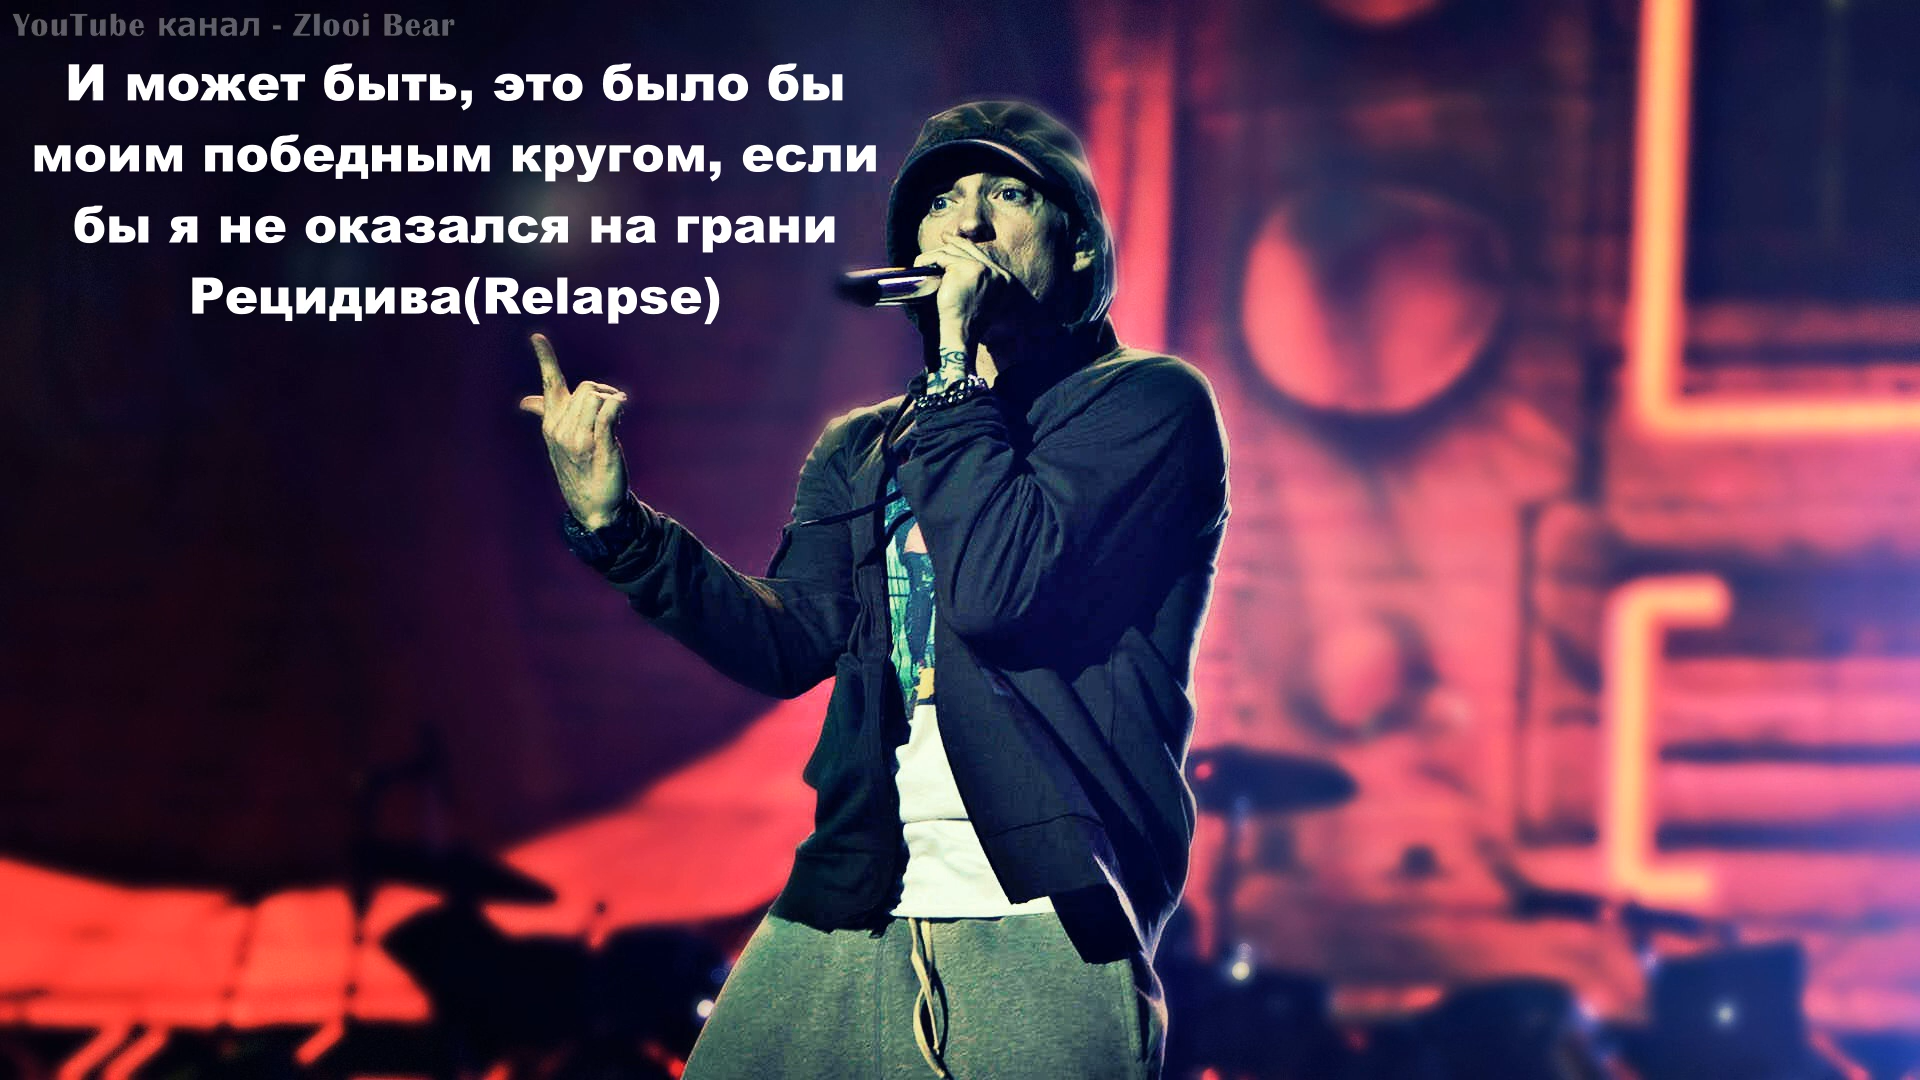 YouTube канал - Zlooi Bear
И может быть, это было бы
моим победным кругом, если
бы я не оказался на грани
Рецидива(Relapse)